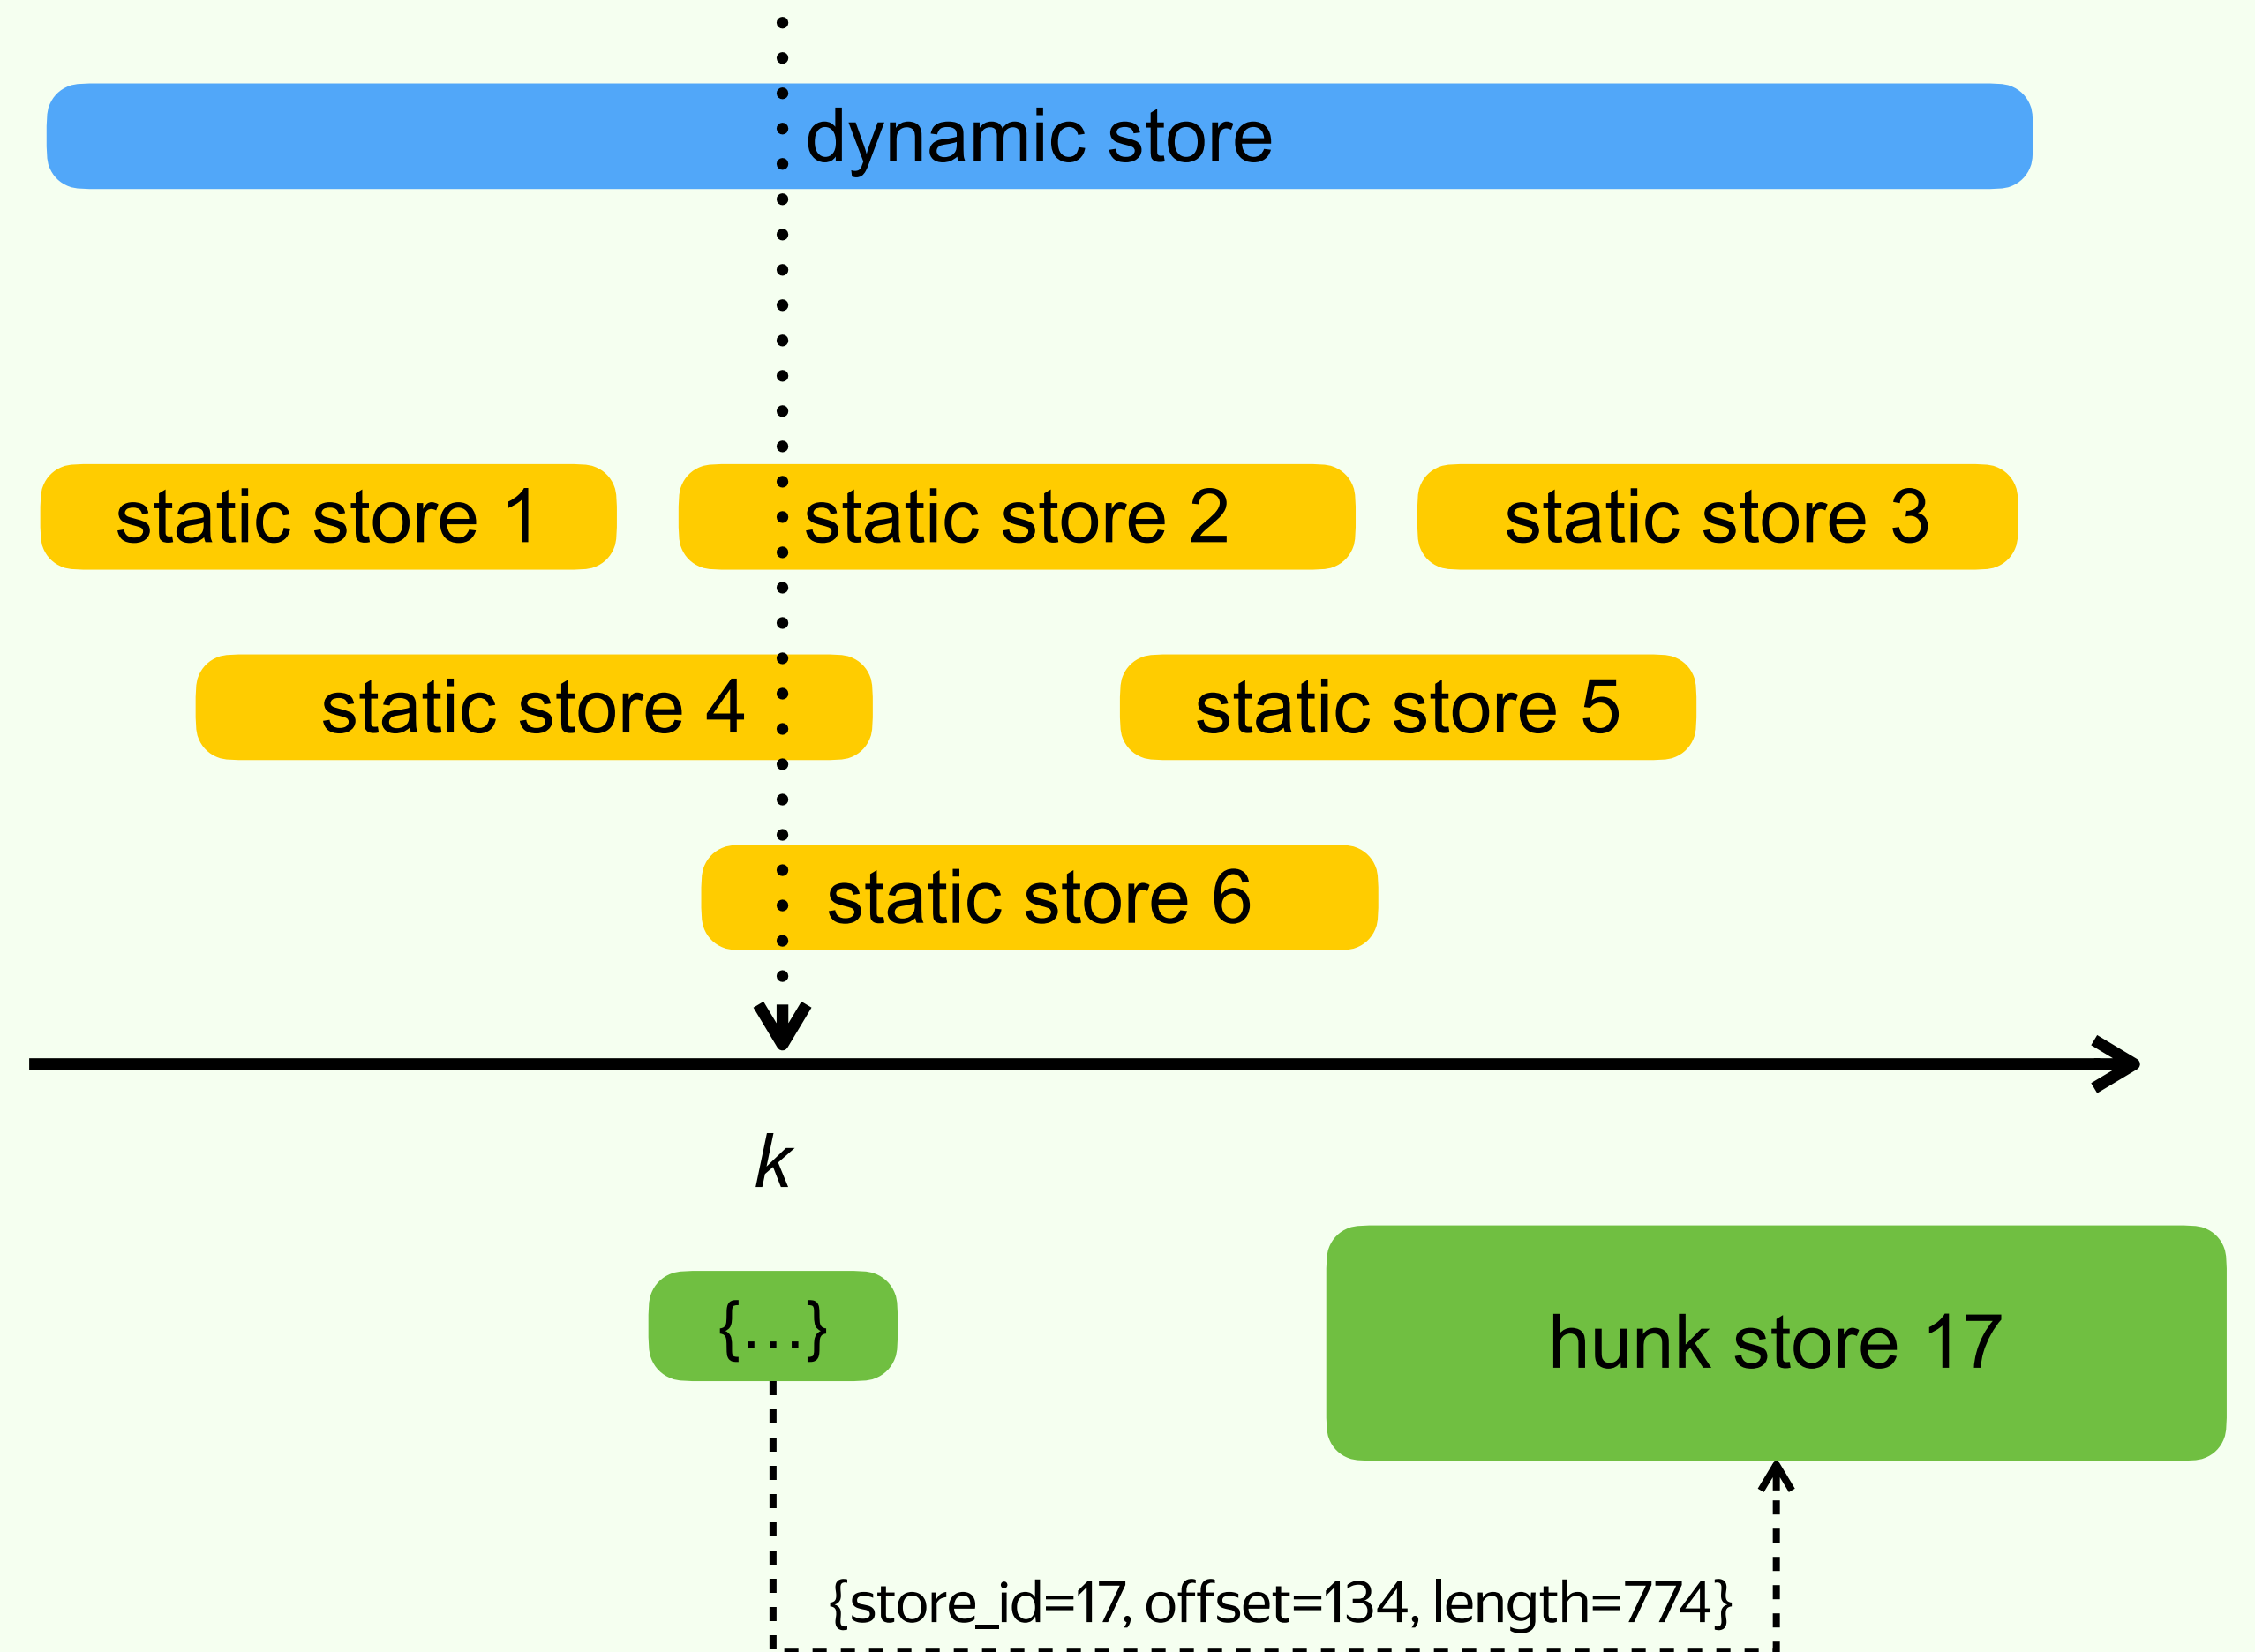 dynamic store
static store 1
static store 2
static store 3
static store 4
static store 5
static store 6
k
{...}
hunk store 17
{store_id=17, offset=134, length=774}